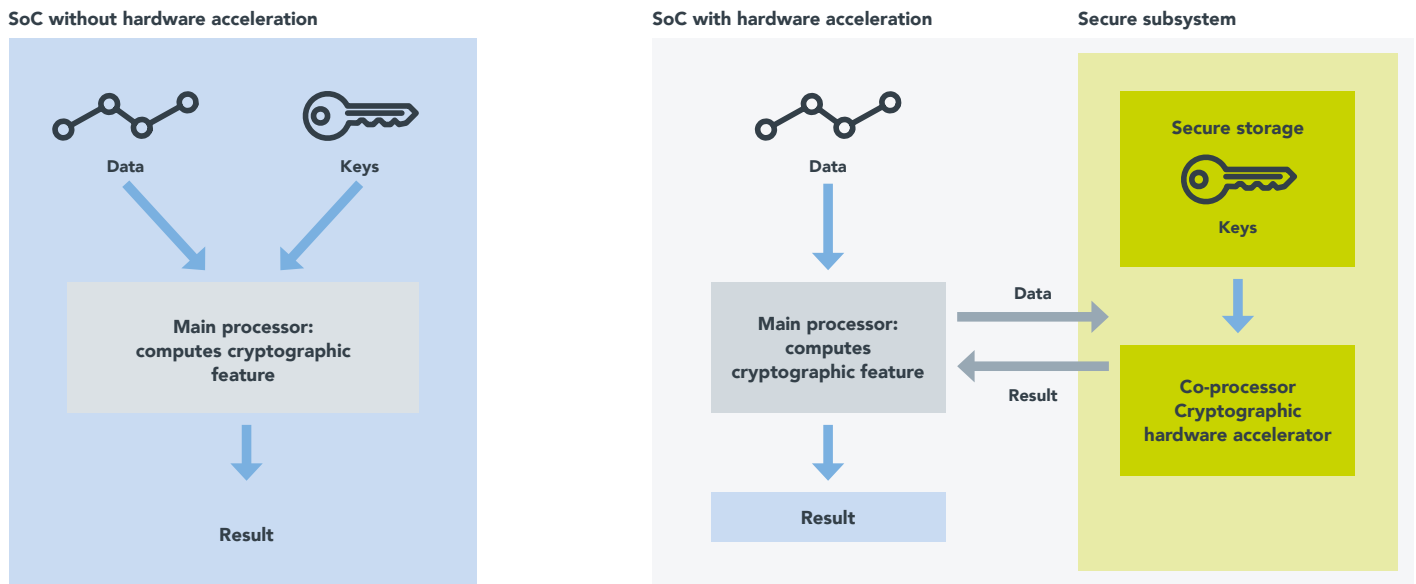 SoC without hardware acceleration
Data
Keys
Main processor:
computes cryptographic
feature
Result
SoC with hardware acceleration
Secure subsystem
Data
Main processor:
computes
cryptographic feature
Result
Data
Result
Secure storage
Keys
Co-processor
Cryptographic
hardware accelerator